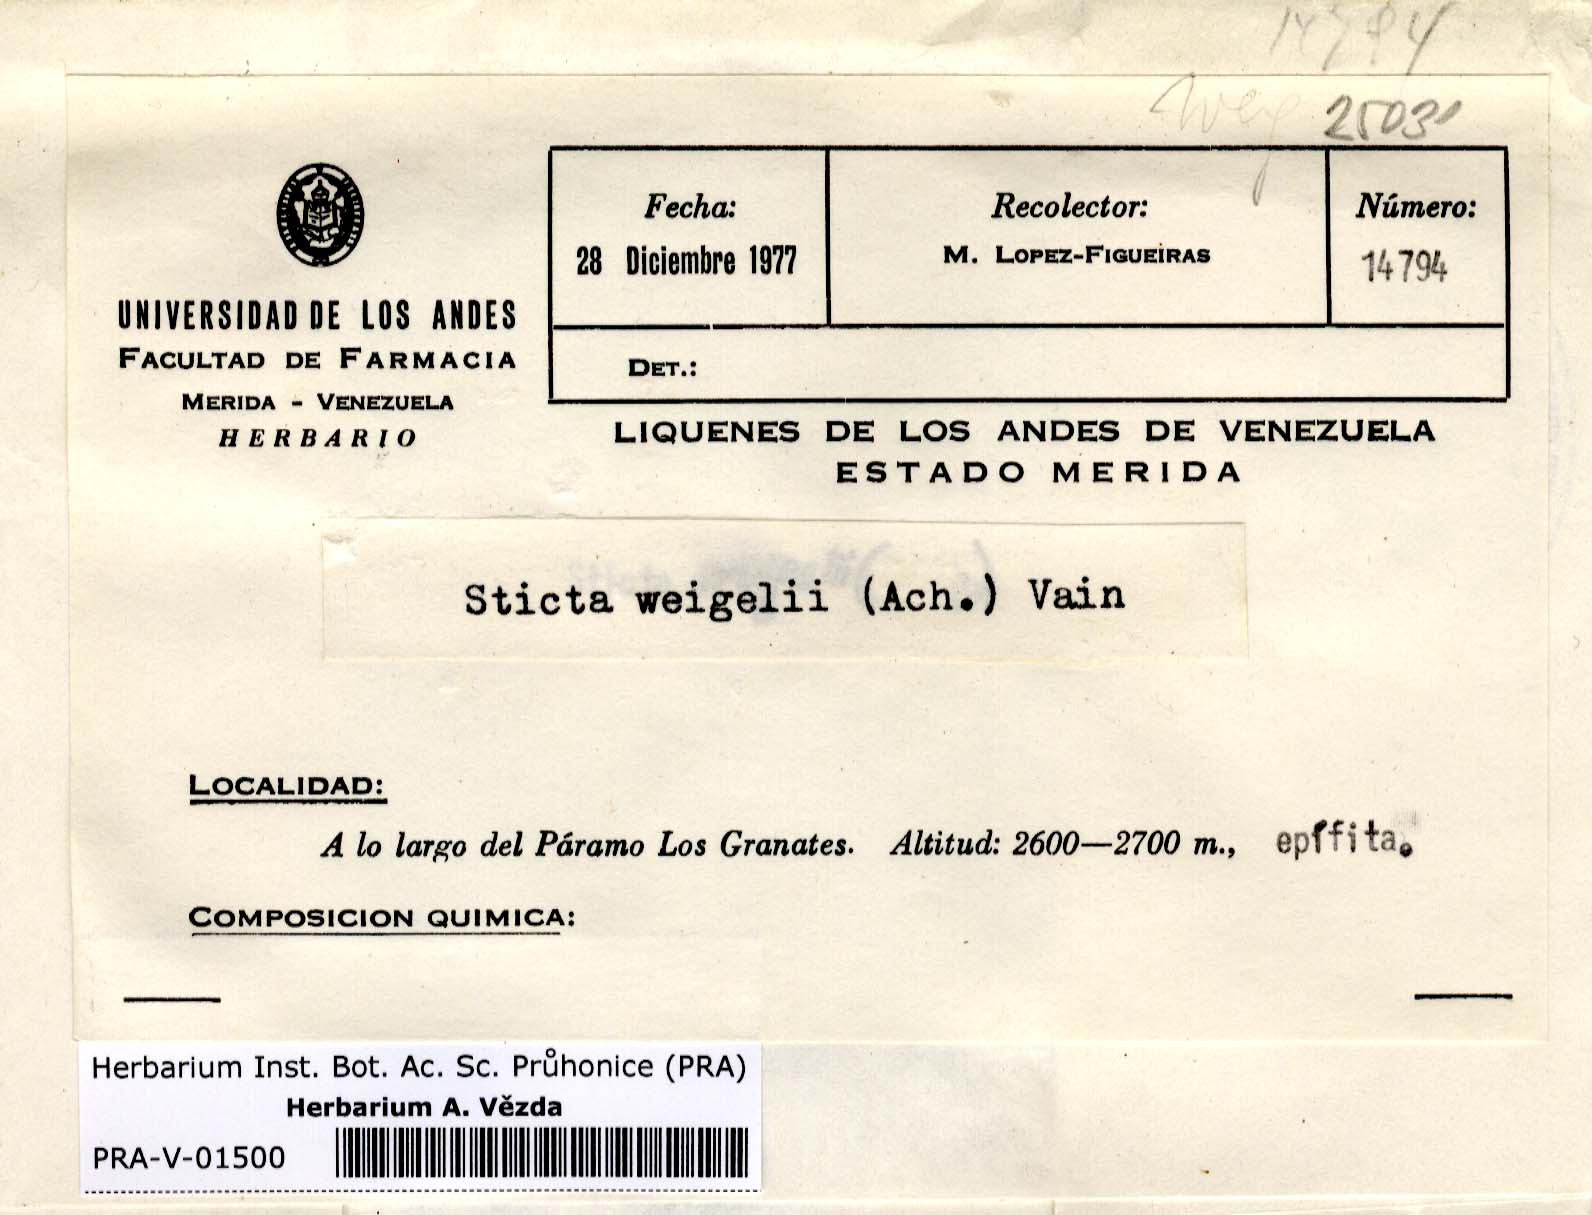 14794
25031
Fecha:
28 Diciembre 1977
Recolector:
M. LOPEZ-FIGUEIRAS
Número:
14794
DET.:
UNIVERSIDAD DE LOS ANDES
FACULTAD DE FARMACIA
MERIDA - VENEZUELA
HERBARIO
LIQUENES DE LOS ANDES DE VENEZUELA
ESTADO MERIDA
Sticta weigelii (Ach.) Vain
LOCALIDAD:
A lo largo del Páramo Los Granates. Altitud: 2600—2700 m., epífita.
COMPOSICION QUIMICA:
Herbarium Inst. Bot. Ac. Sc. Průhonice (PRA)
Herbarium A. Vězda
PRA-V-01500